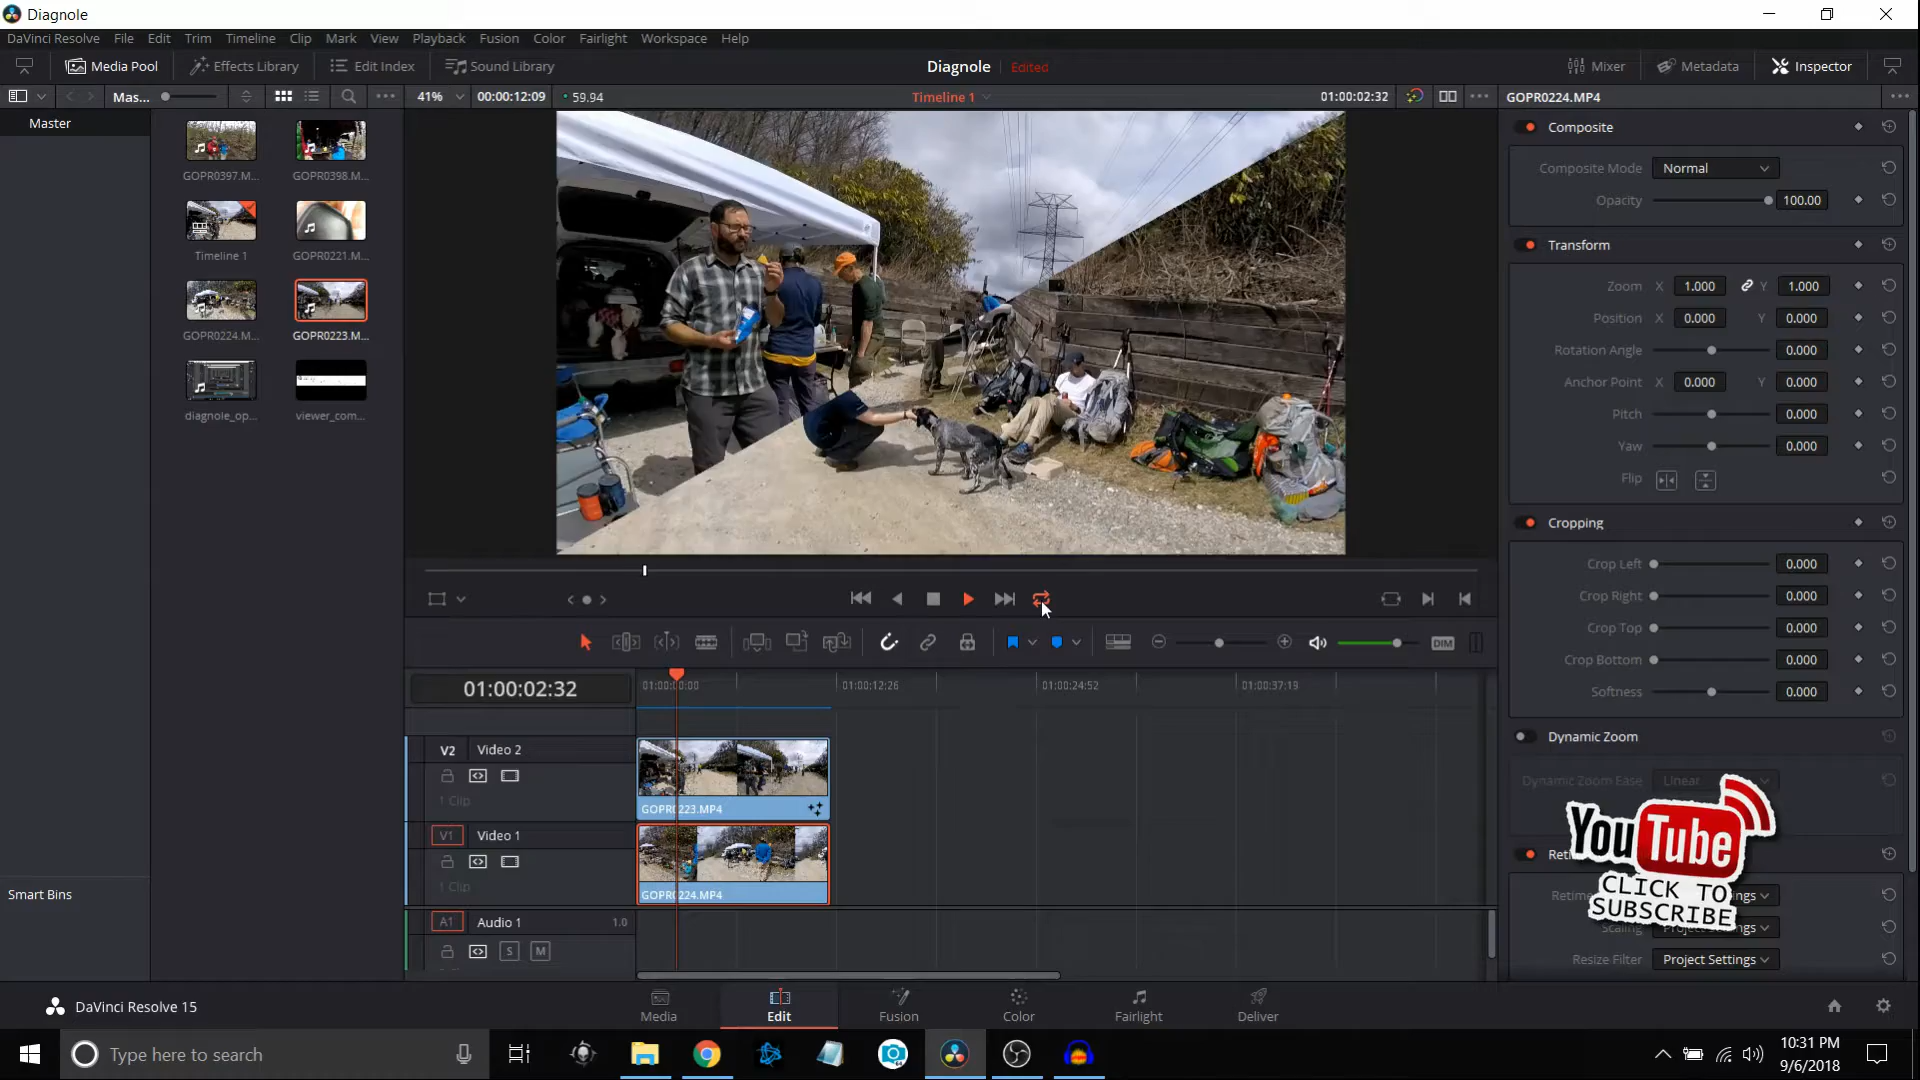 Diagnole
DaVinci Resolve File Edit Trim Timeline Clip Mark View Playback Fusion Color Fairlight Workspace Help
Media Pool Effects Library Edit Index Sound Library Diagnole Edited Mixer Metadata Inspector
Mas... 41% 00:00:12:09 59.94 Timeline 1 01:00:02:32 GOPR0224.MP4
Master
GOPR0397.M... GOPR0398.M...
Timeline 1 GOPR0221.M...
GOPR0224.M... GOPR0223.M...
diagnole_op... viewer_com...
Smart Bins
Composite
Composite Mode Normal
Opacity 100.00
Transform
Zoom X 1.000 Y 1.000
Position X 0.000 Y 0.000
Rotation Angle 0.000
Anchor Point X 0.000 Y 0.000
Pitch 0.000
Yaw 0.000
Flip
Cropping
Crop Left 0.000
Crop Right 0.000
Crop Top 0.000
Crop Bottom 0.000
Softness 0.000
Dynamic Zoom
Dynamic Zoom Ease Linear
YouTube
CLICK TO
SUBSCRIBE
Scaling Project Settings
Resize Filter Project Settings
DIM
01:00:02:32 01:00:00:00 01:00:12:26 01:00:24:52 01:00:37:19
V2 Video 2
1 Clip
GOPR0223.MP4
V1 Video 1
1 Clip
GOPR0224.MP4
A1 Audio 1 1.0
S M
DaVinci Resolve 15 Media Edit Fusion Color Fairlight Deliver
Type here to search
10:31 PM
9/6/2018